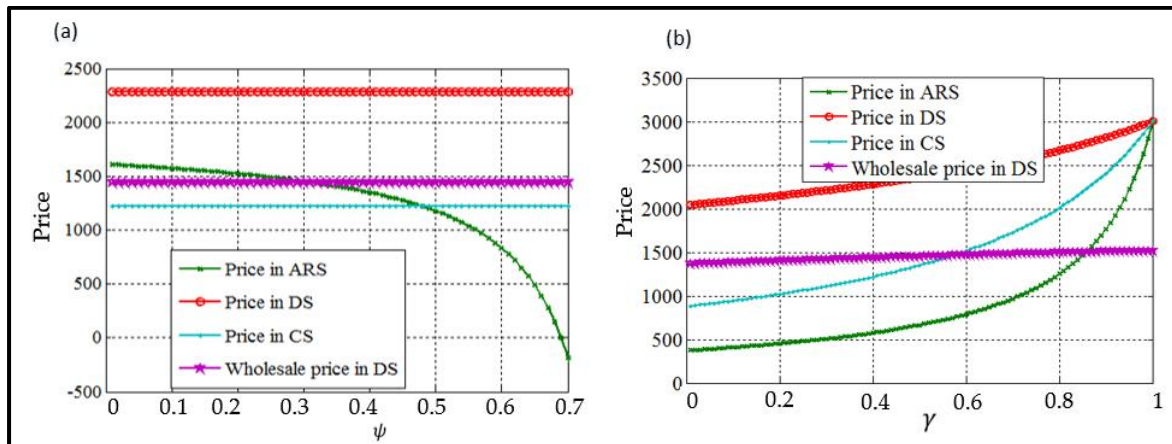 (a)
2500
2000
1500
1000
500
0
-500
Price
Price in ARS
Price in DS
Price in CS
Wholesale price in DS
0 0.1 0.2 0.3 0.4 0.5 0.6 0.7
ψ
(b)
3500
3000
2500
2000
1500
1000
500
0
Price
Price in ARS
Price in DS
Price in CS
Wholesale price in DS
0 0.2 0.4 0.6 0.8 1
γ